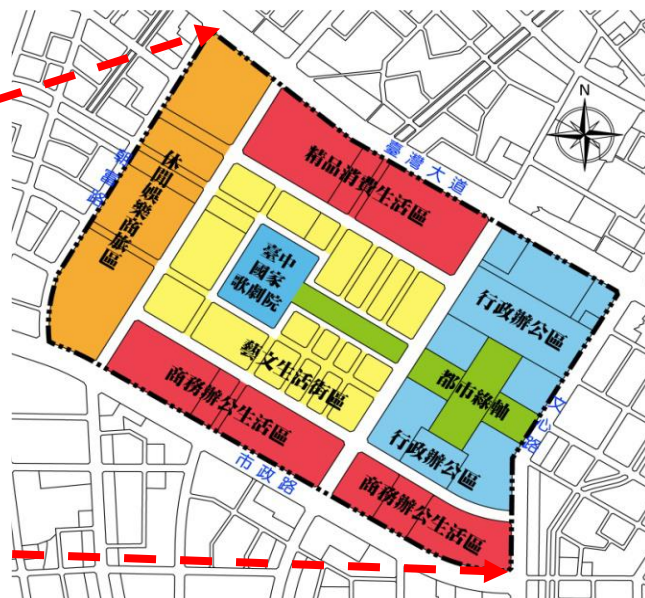 N
臺灣大道
朝富路
精品消費生活區
休閒娛樂商旅區
臺中
國家
歌劇院
行政辦公區
都市綠軸
文心路
藝文生活街區
商務辦公生活區
行政辦公區
市政路
商務辦公生活區